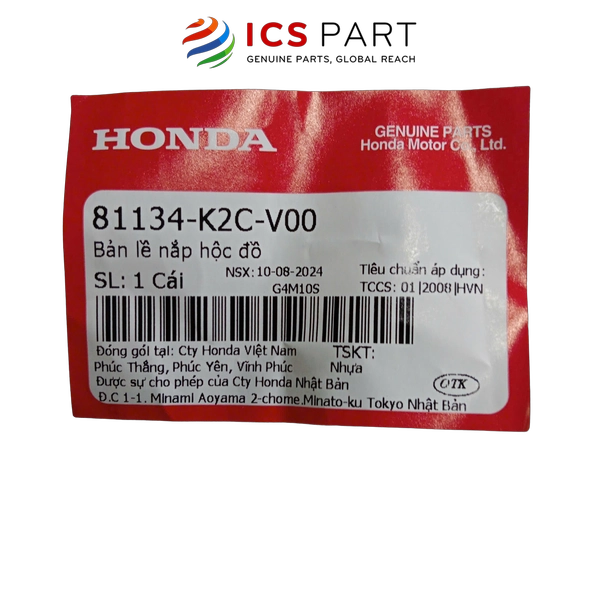 ICS PART
GENUINE PARTS, GLOBAL REACH
HONDA
GENUINE PARTS
Honda Motor Co., Ltd.
81134-K2C-V00
Bản lề nắp hộc đồ
SL: 1 Cái
NSX: 10-08-2024
G4M10S
Tiêu chuẩn áp dụng:
TCCS: 01|2008|HVN
Đóng gói tại: Cty Honda Việt Nam
Phúc Thắng, Phúc Yên, Vĩnh Phúc
TSKT:
Nhựa
Được sự cho phép của Cty Honda Nhật Bản
Đ.C 1-1. Minami Aoyama 2-chome.Minato-ku Tokyo Nhật Bản
OTK